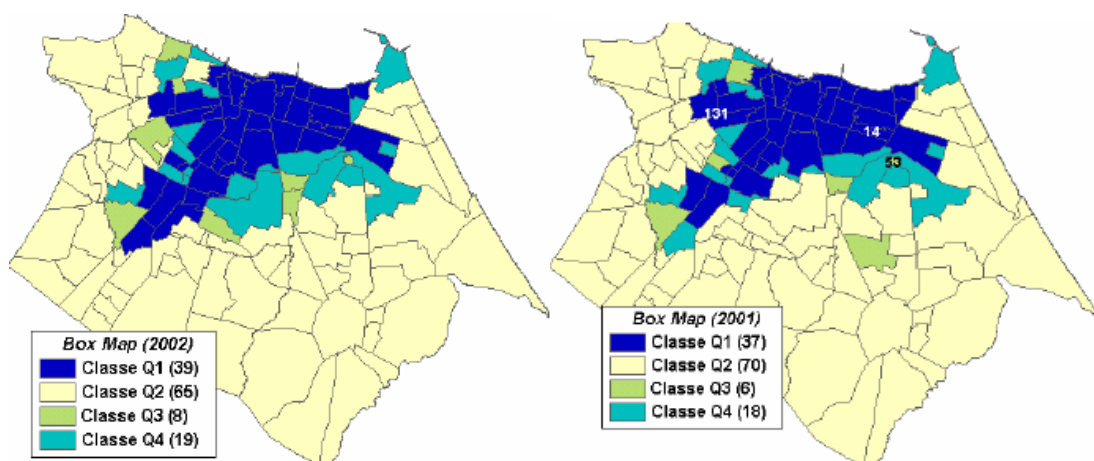 Box Map (2002)
Classe Q1 (39)
Classe Q2 (65)
Classe Q3 (8)
Classe Q4 (19)
131
14
Box Map (2001)
Classe Q1 (37)
Classe Q2 (70)
Classe Q3 (6)
Classe Q4 (18)